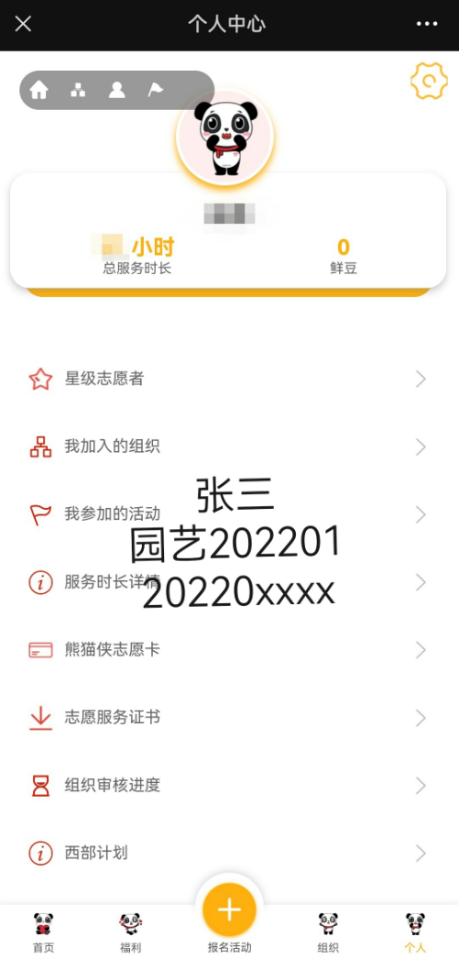 个人中心
小时
0
总服务时长
鲜豆
星级志愿者
我加入的组织
张三
我参加的活动
园艺202201
服务时长详情
20220xxxx
熊猫侠志愿卡
志愿服务证书
组织审核进度
西部计划
首页
福利
报名活动
组织
个人